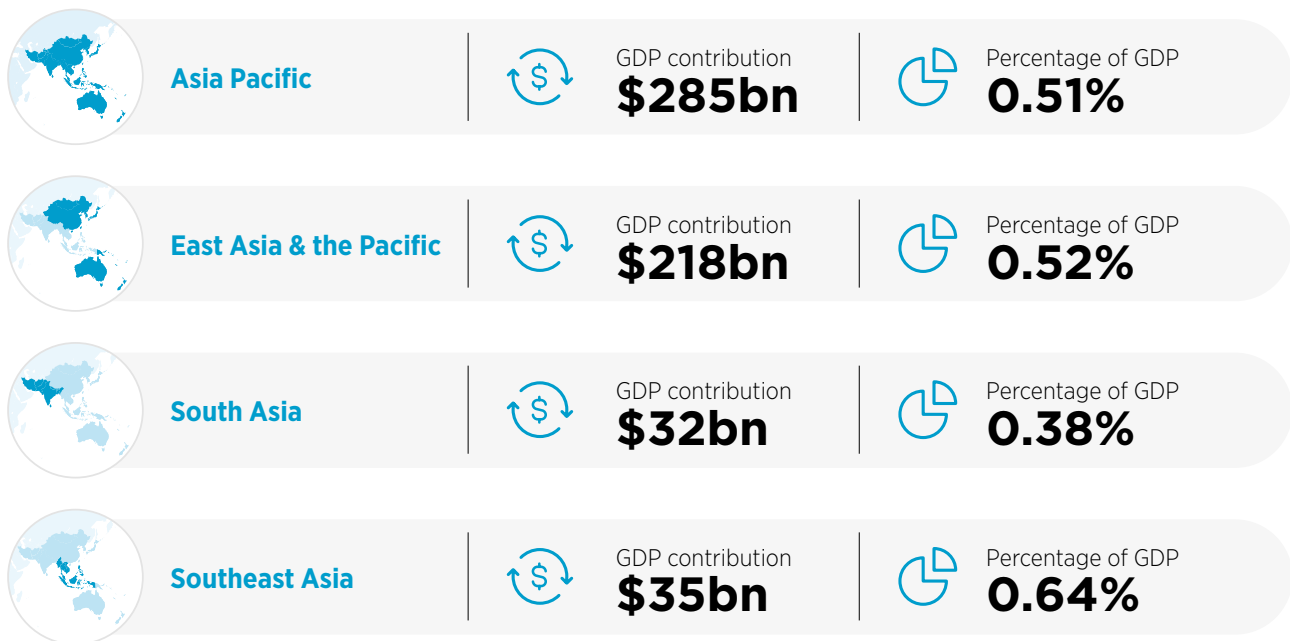 Asia Pacific
GDP contribution
$285bn
Percentage of GDP
0.51%
East Asia & the Pacific
GDP contribution
$218bn
Percentage of GDP
0.52%
South Asia
GDP contribution
$32bn
Percentage of GDP
0.38%
Southeast Asia
GDP contribution
$35bn
Percentage of GDP
0.64%